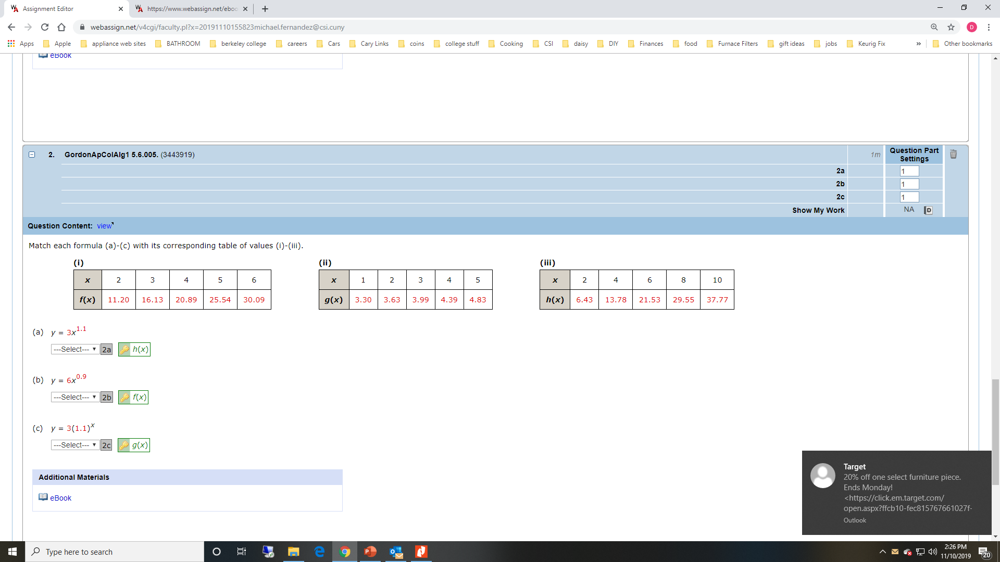 Assignment Editor
https://www.webassign.net/eboo
webassign.net/v4cgi/faculty.pl?x=20191110155823michael.fernandez@csi.cuny
D
Apps Apple appliance web sites BATHROOM berkeley college careers Cars Cary Links coins college stuff Cooking CSI daisy DIY Finances food Furnace Filters gift ideas jobs Keurig Fix » Other bookmarks
eBook
2. GordonApColAlg1 5.6.005. (3443919) 1m Question Part Settings
2a 1
2b 1
2c 1
Show My Work NA D
Question Content: view
Match each formula (a)-(c) with its corresponding table of values (i)-(iii).
(i) (ii) (iii)
x 2 3 4 5 6 x 1 2 3 4 5 x 2 4 6 8 10
f(x) 11.20 16.13 20.89 25.54 30.09 g(x) 3.30 3.63 3.99 4.39 4.83 h(x) 6.43 13.78 21.53 29.55 37.77
(a) y = 3x^1.1
---Select--- 2a h(x)
(b) y = 6x^0.9
---Select--- 2b f(x)
(c) y = 3(1.1)^x
---Select--- 2c g(x)
Additional Materials
eBook
Target
20% off one select furniture piece.
Ends Monday!
<https://click.em.target.com/
open.aspx?ffcb10-fec815767661027f-
Outlook
Type here to search
2:26 PM
11/10/2019
20